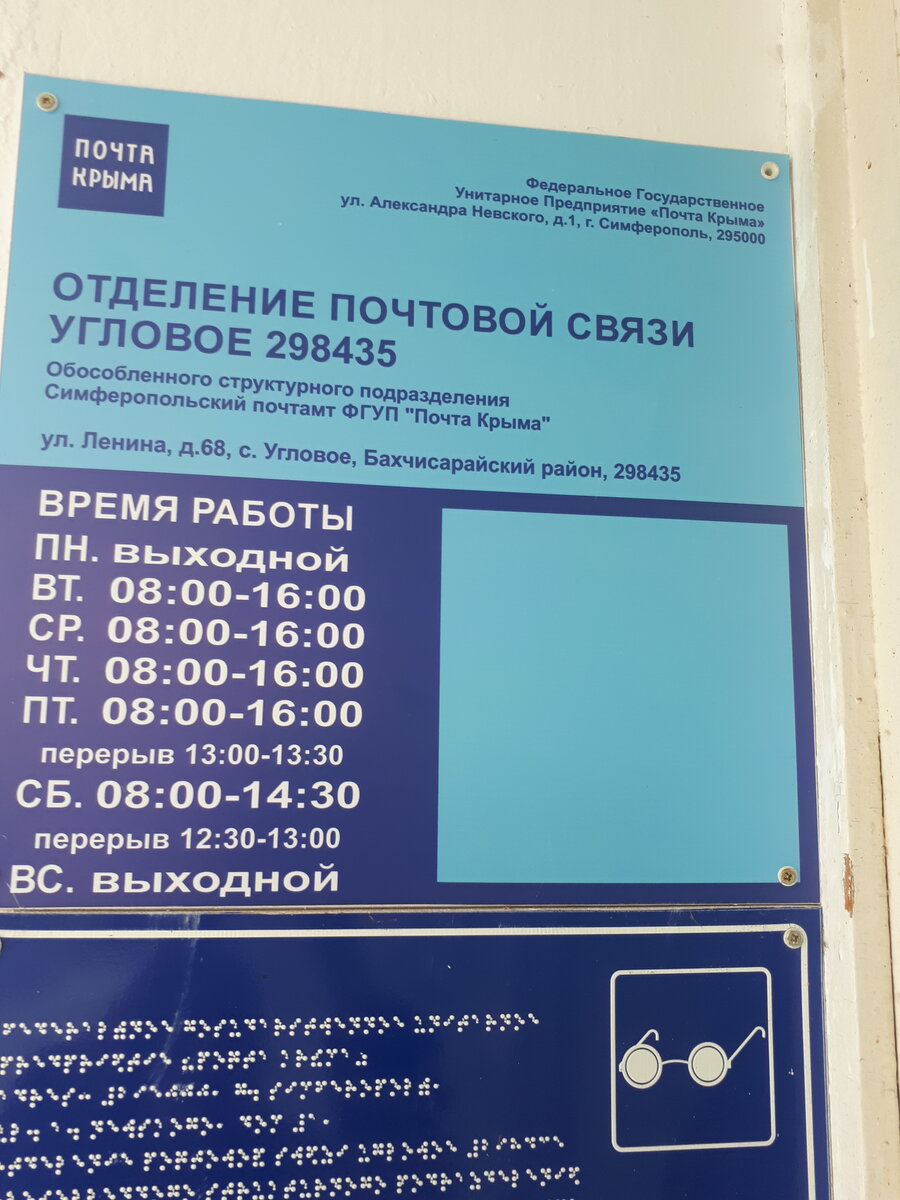 ПОЧТА
КРЫМА
Федеральное Государственное
Унитарное Предприятие «Почта Крыма»
ул. Александра Невского, д.1, г. Симферополь, 295000
ОТДЕЛЕНИЕ ПОЧТОВОЙ СВЯЗИ
УГЛОВОЕ 298435
Обособленного структурного подразделения
Симферопольский почтамт ФГУП "Почта Крыма"
ул. Ленина, д.68, с. Угловое, Бахчисарайский район, 298435
ВРЕМЯ РАБОТЫ
ПН. выходной
ВТ. 08:00-16:00
СР. 08:00-16:00
ЧТ. 08:00-16:00
ПТ. 08:00-16:00
перерыв 13:00-13:30
СБ. 08:00-14:30
перерыв 12:30-13:00
ВС. выходной